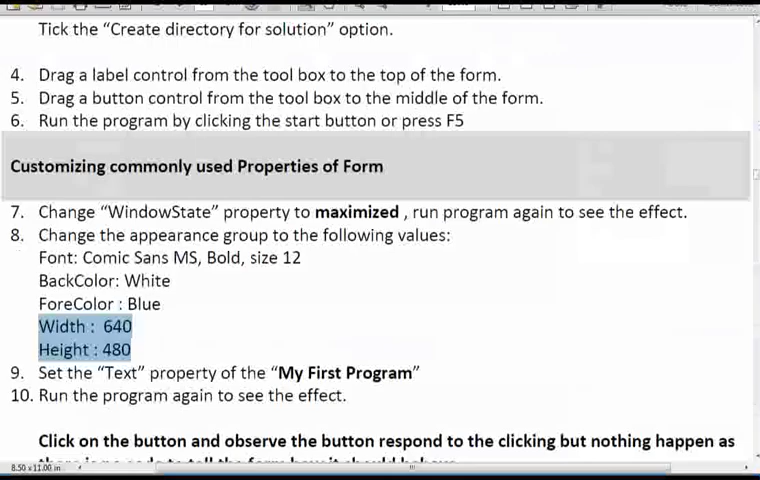 Tick the “Create directory for solution” option.
4. Drag a label control from the tool box to the top of the form.
5. Drag a button control from the tool box to the middle of the form.
6. Run the program by clicking the start button or press F5
Customizing commonly used Properties of Form
7. Change “WindowState” property to maximized , run program again to see the effect.
8. Change the appearance group to the following values:
Font: Comic Sans MS, Bold, size 12
BackColor: White
ForeColor : Blue
Width : 640
Height : 480
9. Set the “Text” property of the “My First Program”
10. Run the program again to see the effect.
Click on the button and observe the button respond to the clicking but nothing happen as
8.50 x 11.00 in